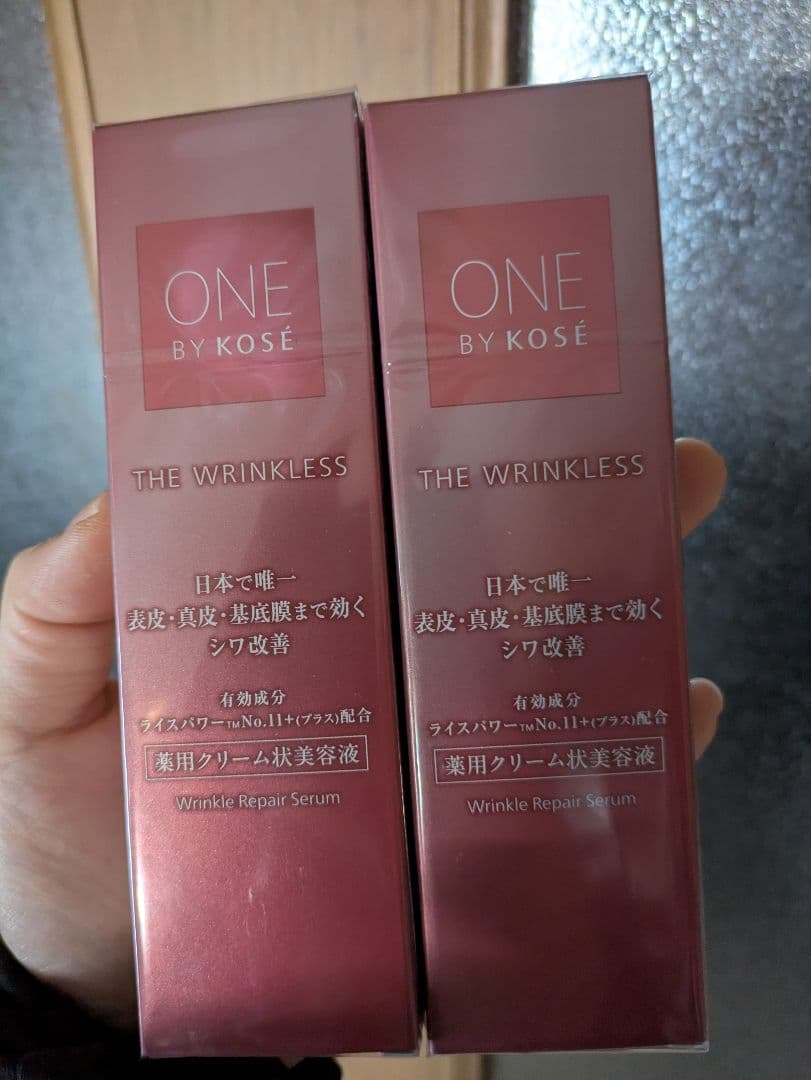 ONE
BY KOSÉ
THE WRINKLESS
日本で唯一
表皮・真皮・基底膜まで効く
シワ改善
有効成分
ライスパワー™No.11+(プラス)配合
薬用クリーム状美容液
Wrinkle Repair Serum
ONE
BY KOSÉ
THE WRINKLESS
日本で唯一
表皮・真皮・基底膜まで効く
シワ改善
有効成分
ライスパワー™No.11+(プラス)配合
薬用クリーム状美容液
Wrinkle Repair Serum